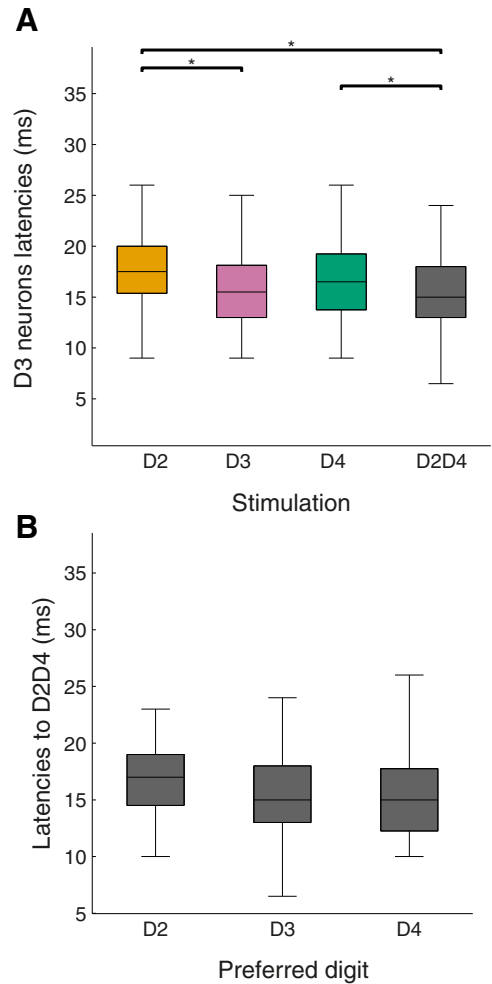 A
*
*
*
35
30
25
20
15
10
5
D3 neurons latencies (ms)
D2 D3 D4 D2D4
Stimulation
B
35
30
25
20
15
10
5
Latencies to D2D4 (ms)
D2 D3 D4
Preferred digit